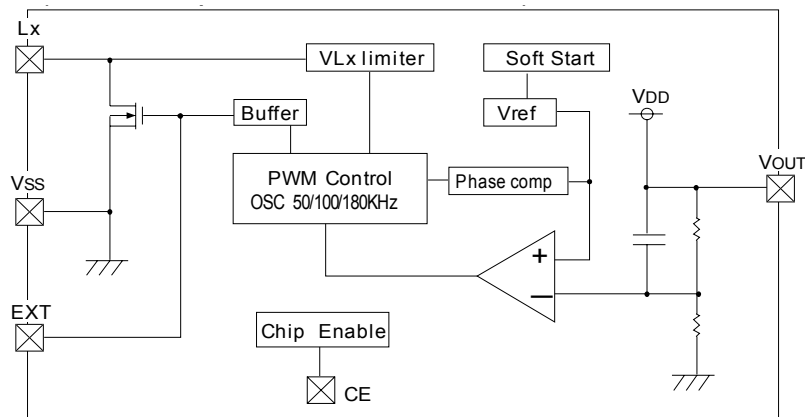 Lx
VLx limiter
Soft Start
Buffer
Vref
VDD
VOUT
PWM Control
OSC 50/100/180KHz
Phase comp
VSS
+
−
EXT
Chip Enable
CE